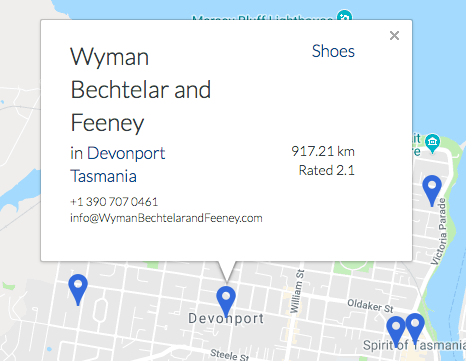 Mersey Bluff Lighthouse
Wyman
Bechtelar and
Feeney
Shoes
in Devonport
Tasmania
917.21 km
Rated 2.1
+1 390 707 0461
info@WymanBechtelarandFeeney.com
Victoria Parade
William St
Oldaker St
Devonport
Spirit of Tasmania
Steele St